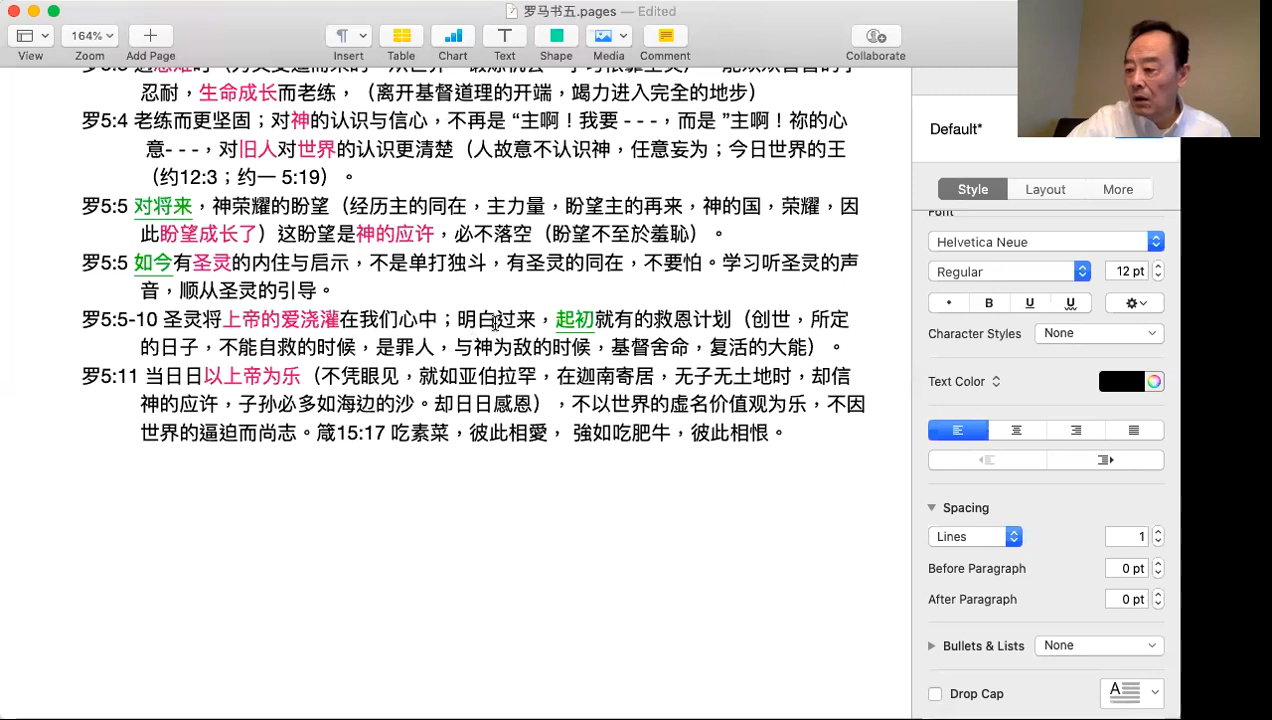 罗马书五.pages — Edited
164%
View
Zoom
Add Page
Insert
Table
Chart
Text
Shape
Media
Comment
Collaborate
忍耐，生命成长而老练，（离开基督道理的开端，竭力进入完全的地步）
罗5:4 老练而更坚固；对神的认识与信心，不再是 “主啊！我要 - - -，而是 ”主啊！祢的心
意- - -，对旧人对世界的认识更清楚（人故意不认识神，任意妄为；今日世界的王
（约12:3；约一 5:19）。
罗5:5 对将来，神荣耀的盼望（经历主的同在，主力量，盼望主的再来，神的国，荣耀，因
此盼望成长了）这盼望是神的应许，必不落空（盼望不至於羞恥）。
罗5:5 如今有圣灵的内住与启示，不是单打独斗，有圣灵的同在，不要怕。学习听圣灵的声
音，顺从圣灵的引导。
罗5:5-10 圣灵将上帝的爱浇灌在我们心中；明白过来，起初就有的救恩计划（创世，所定
的日子，不能自救的时候，是罪人，与神为敌的时候，基督舍命，复活的大能）。
罗5:11 当日日以上帝为乐（不凭眼见，就如亚伯拉罕，在迦南寄居，无子无土地时，却信
神的应许，子孙必多如海边的沙。却日日感恩），不以世界的虚名价值观为乐，不因
世界的逼迫而尚志。箴15:17 吃素菜，彼此相愛， 強如吃肥牛，彼此相恨。
Default*
Style
Layout
More
Font
Helvetica Neue
Regular
12 pt
B
U
U
Character Styles
None
Text Color
Spacing
Lines
1
Before Paragraph
0 pt
After Paragraph
0 pt
Bullets & Lists
None
Drop Cap
A